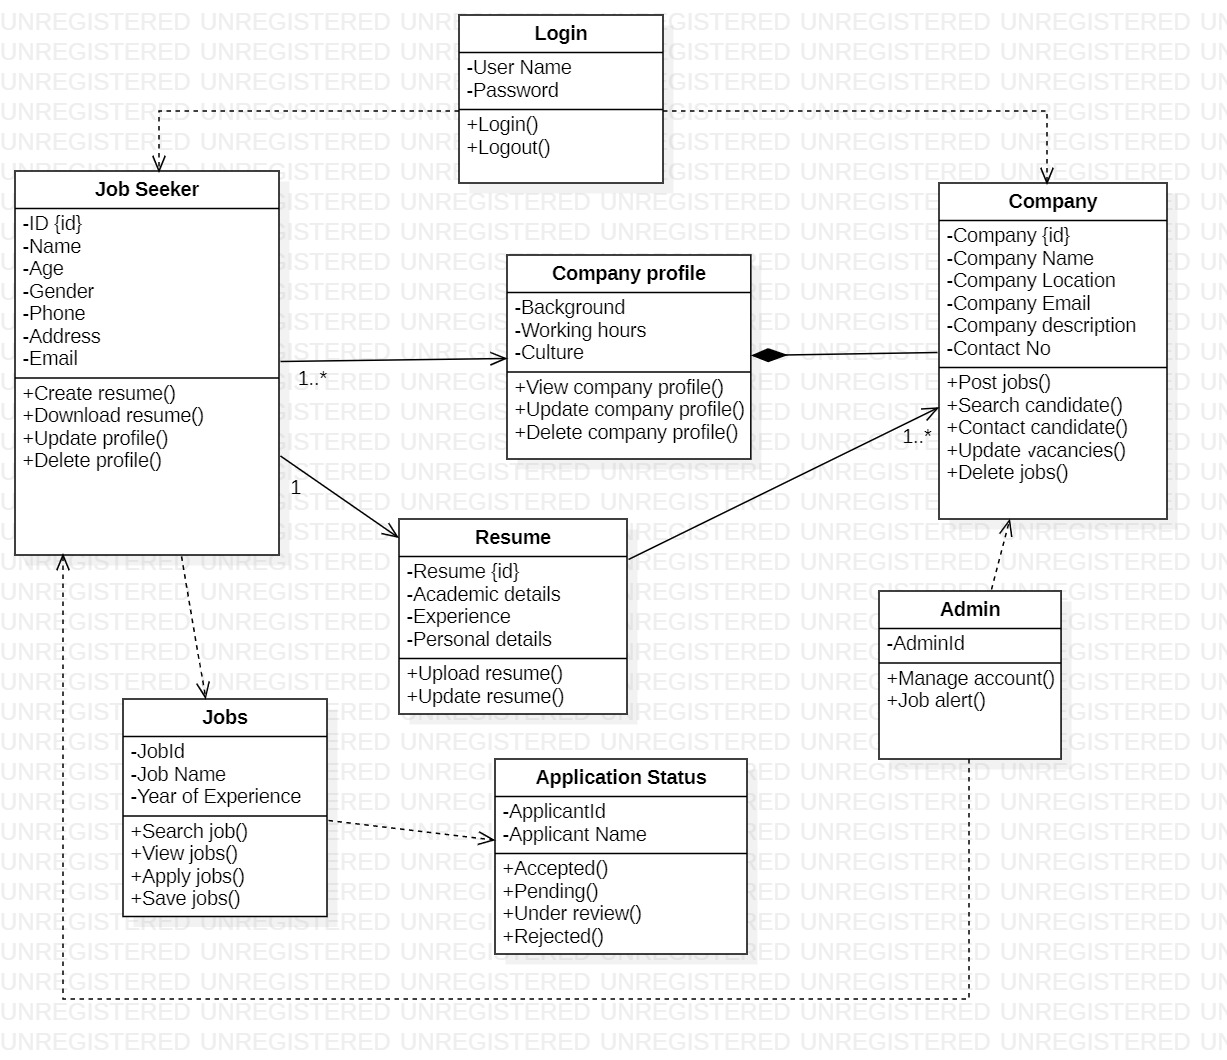 Login
-User Name
-Password
+Login()
+Logout()
Job Seeker
-ID {id}
-Name
-Age
-Gender
-Phone
-Address
-Email
+Create resume()
+Download resume()
+Update profile()
+Delete profile()
Company
-Company {id}
-Company Name
-Company Location
-Company Email
-Company description
-Contact No
+Post jobs()
+Search candidate()
+Contact candidate()
+Update vacancies()
+Delete jobs()
Company profile
-Background
-Working hours
-Culture
+View company profile()
+Update company profile()
+Delete company profile()
1..*
1..*
1
Resume
-Resume {id}
-Academic details
-Experience
-Personal details
+Upload resume()
+Update resume()
Admin
-AdminId
+Manage account()
+Job alert()
Jobs
-JobId
-Job Name
-Year of Experience
+Search job()
+View jobs()
+Apply jobs()
+Save jobs()
Application Status
-ApplicantId
-Applicant Name
+Accepted()
+Pending()
+Under review()
+Rejected()
UNREGISTERED